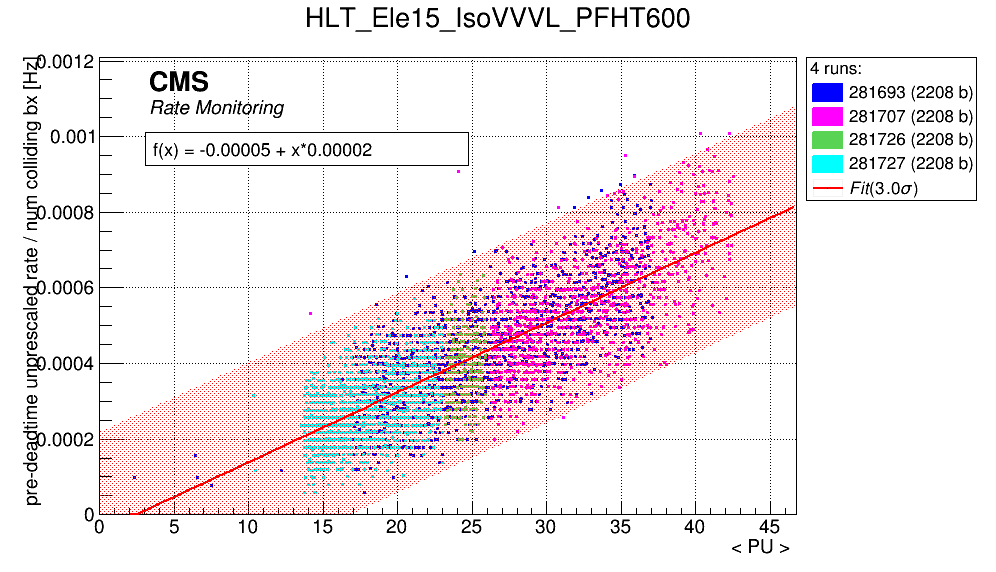 HLT_Ele15_IsoVVVL_PFHT600
pre-deadtime unprescaled rate / num colliding bx [Hz]
0.0012
0.001
0.0008
0.0006
0.0004
0.0002
0
CMS
Rate Monitoring
f(x) = -0.00005 + x*0.00002
0 5 10 15 20 25 30 35 40 45
< PU >
4 runs:
281693 (2208 b)
281707 (2208 b)
281726 (2208 b)
281727 (2208 b)
Fit(3.0σ)